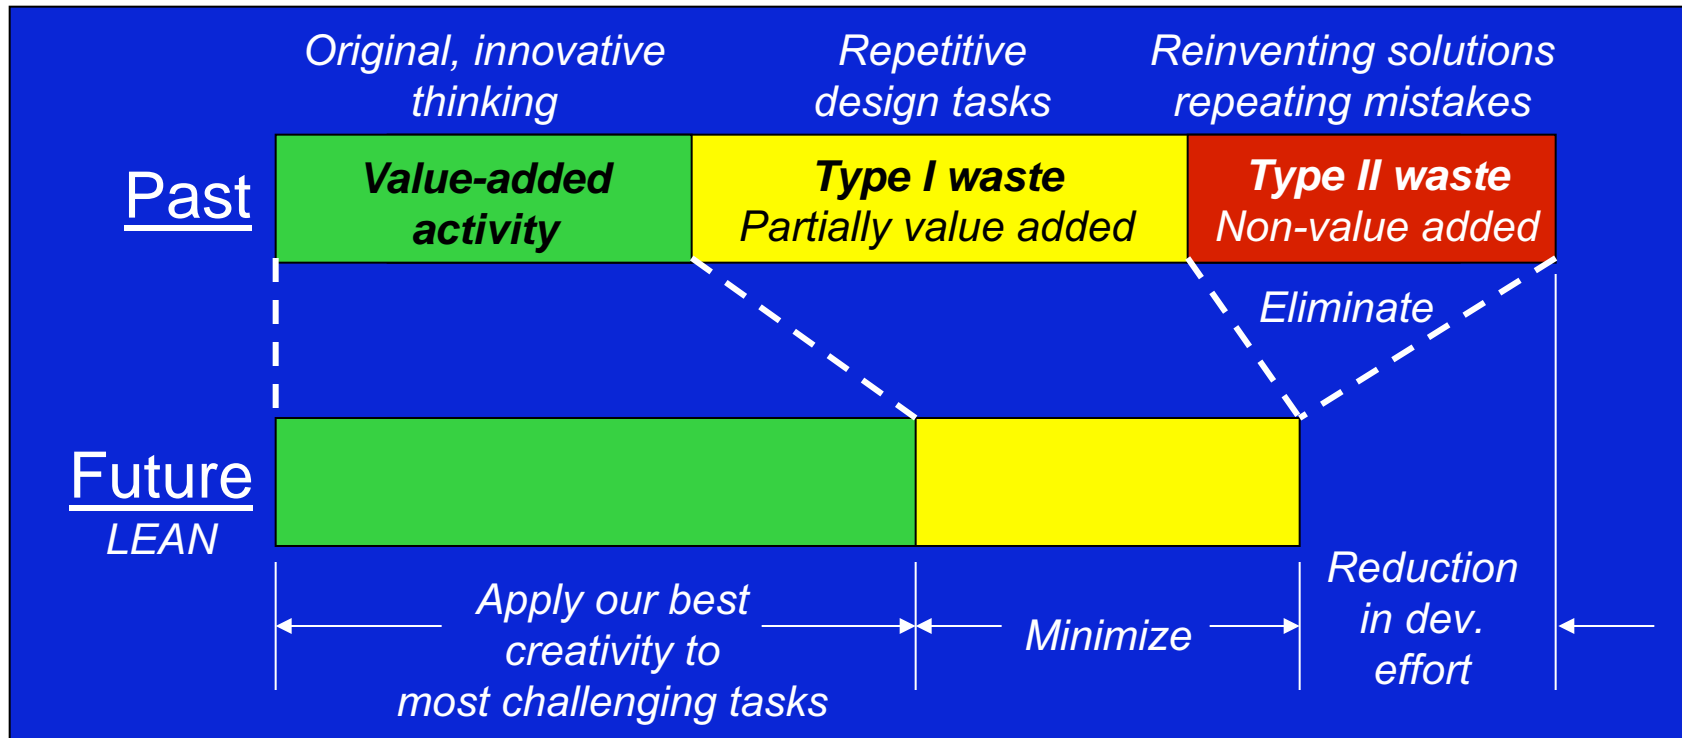 Original, innovative
thinking
Repetitive
design tasks
Reinventing solutions
repeating mistakes
Past
Value-added
activity
Type I waste
Partially value added
Type II waste
Non-value added
Eliminate
Future
LEAN
Apply our best
creativity to
most challenging tasks
Minimize
Reduction
in dev.
effort